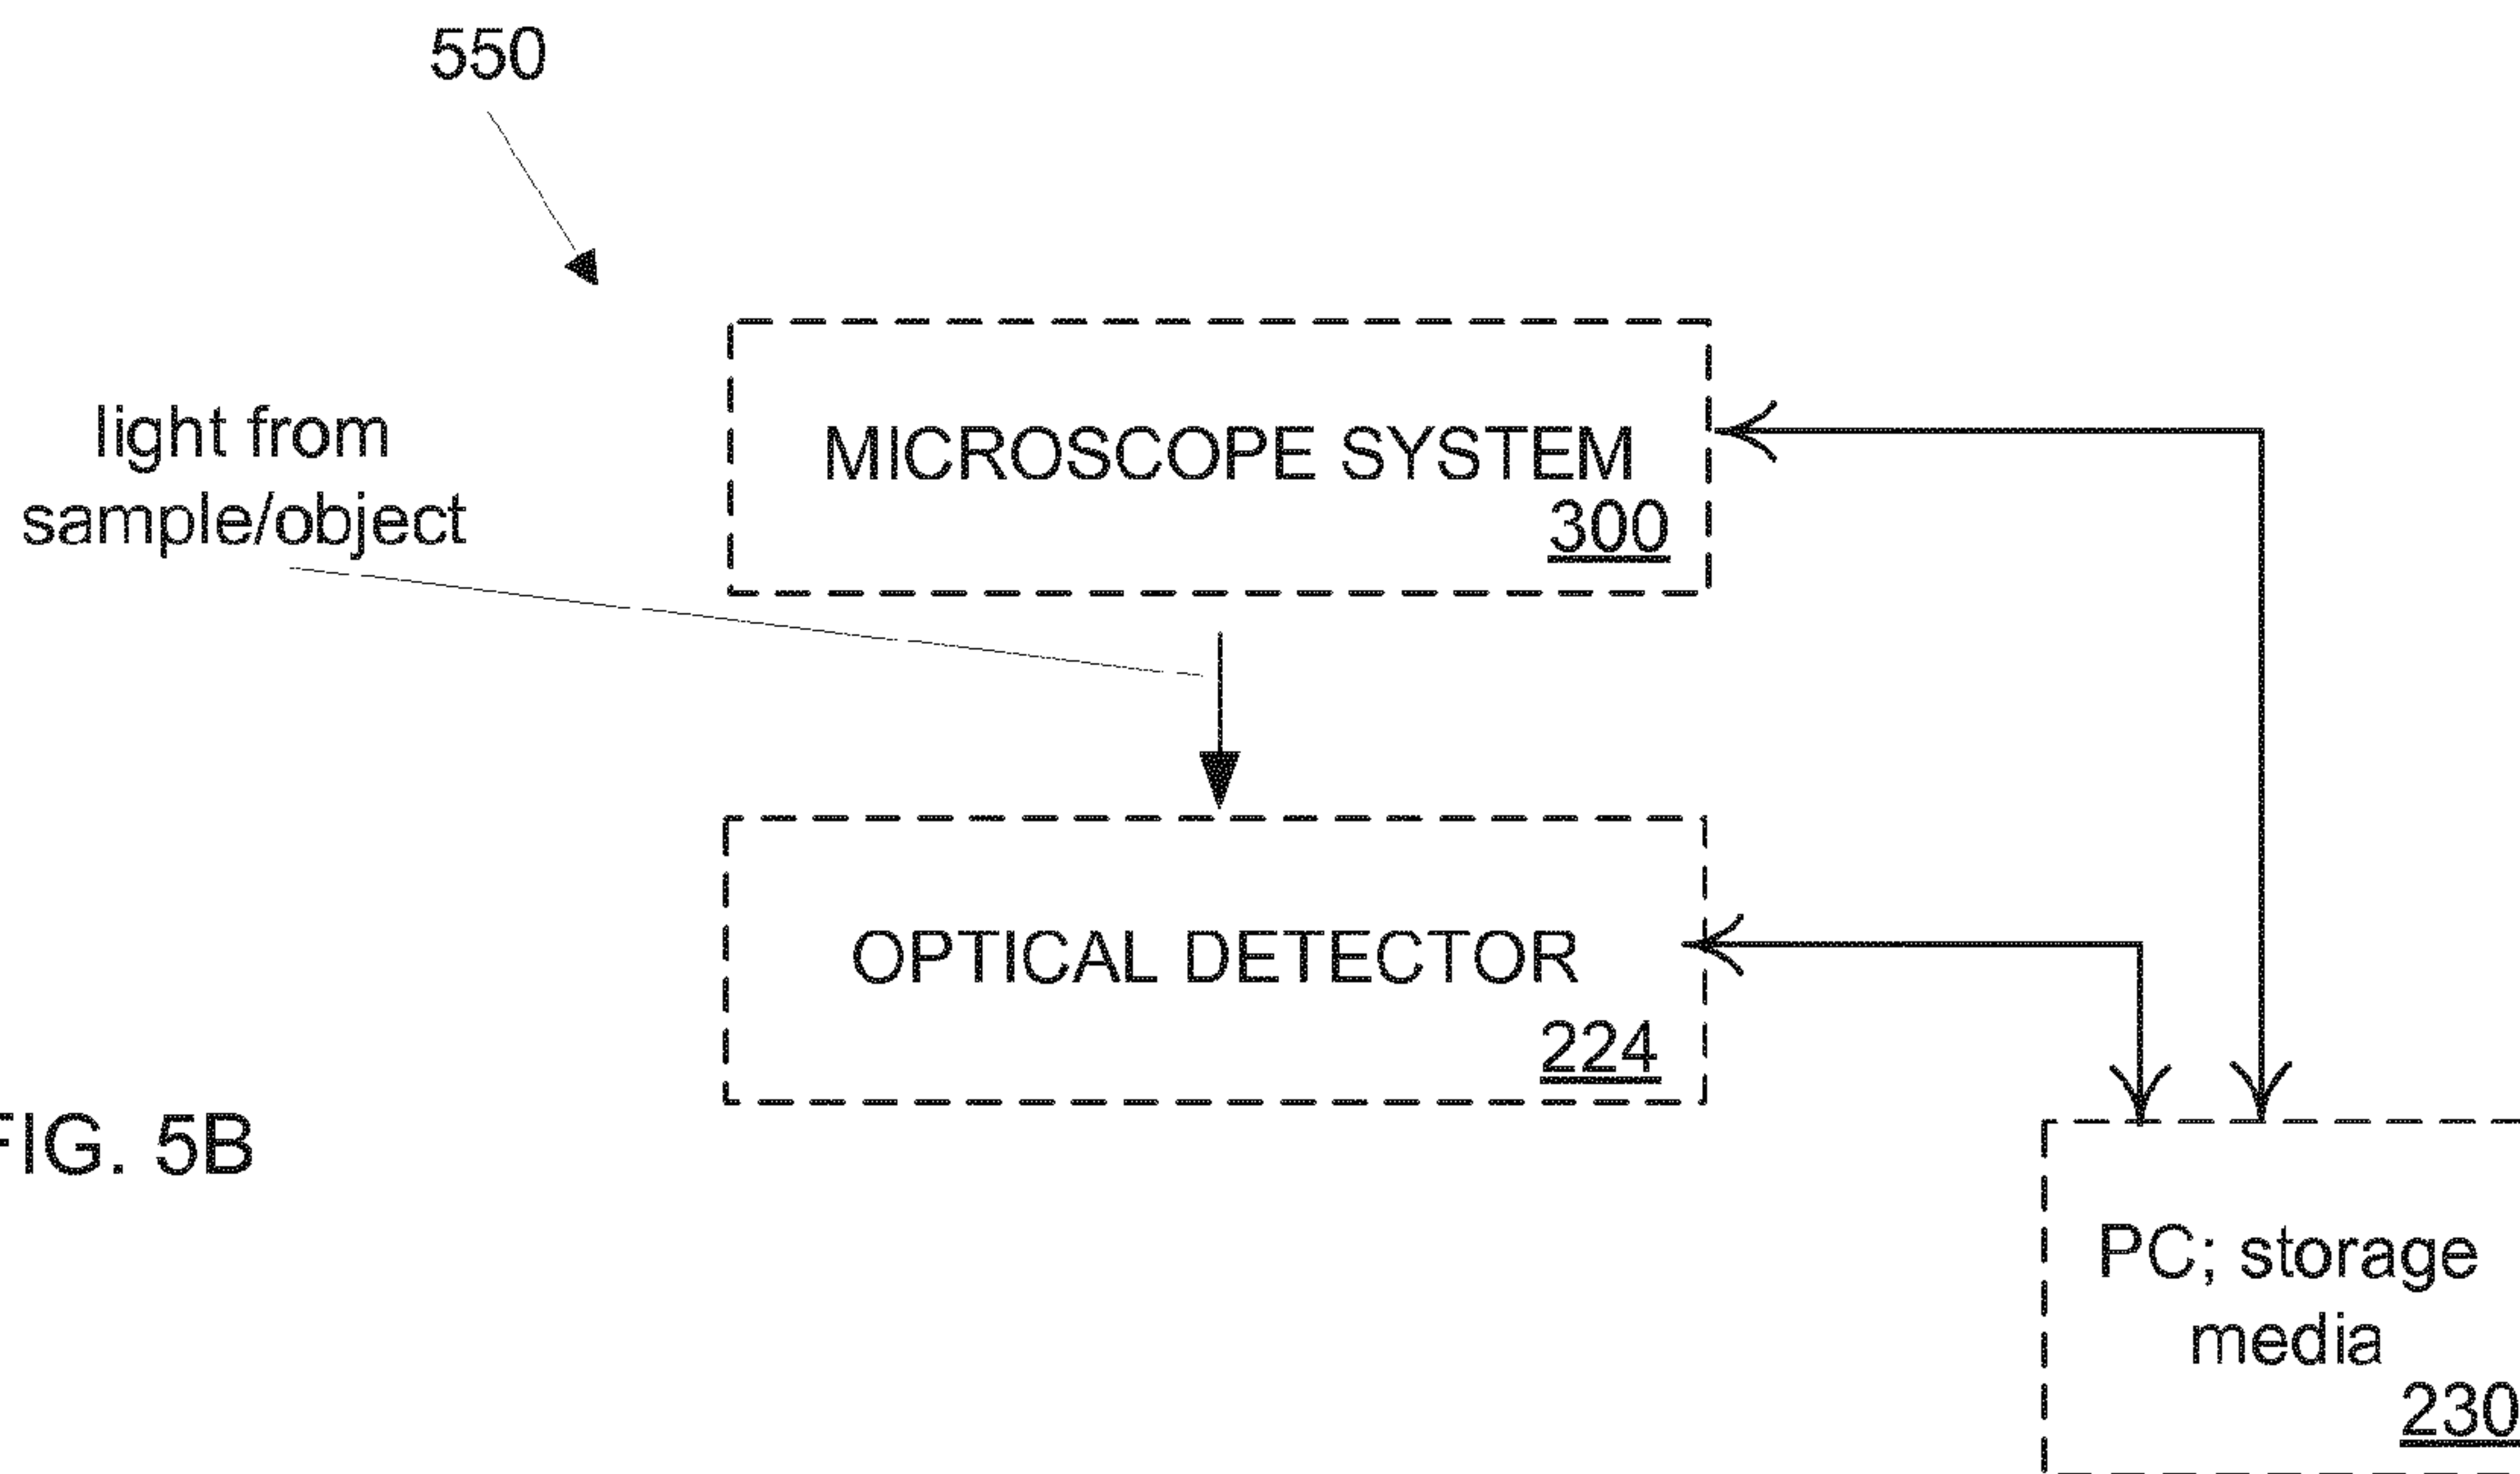 550
light from
sample/object
MICROSCOPE SYSTEM
300
OPTICAL DETECTOR
224
FIG. 5B
PC; storage
media
230